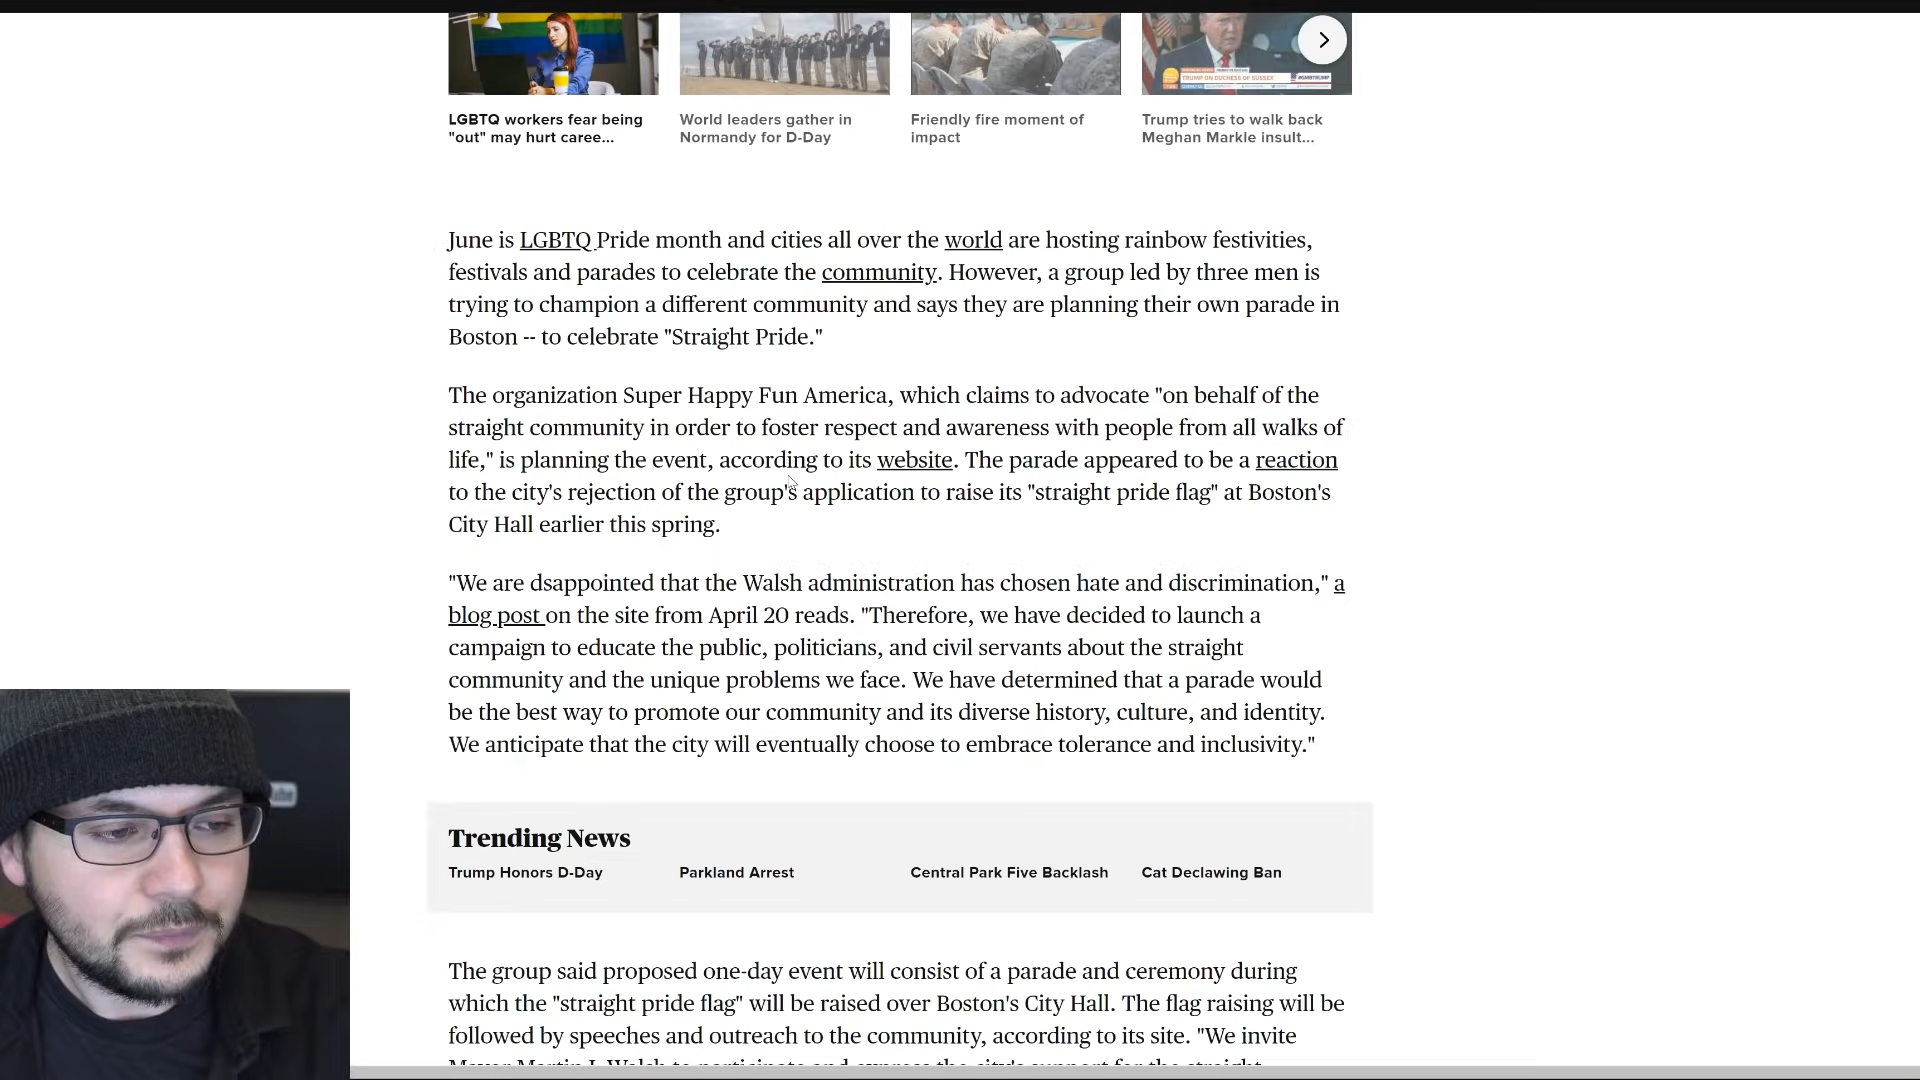 TRUMP ON DUCHESS OF SUSSEX
LGBTQ workers fear being
"out" may hurt caree...
World leaders gather in
Normandy for D-Day
Friendly fire moment of
impact
Trump tries to walk back
Meghan Markle insult...
June is LGBTQ Pride month and cities all over the world are hosting rainbow festivities,
festivals and parades to celebrate the community. However, a group led by three men is
trying to champion a different community and says they are planning their own parade in
Boston -- to celebrate "Straight Pride."
The organization Super Happy Fun America, which claims to advocate "on behalf of the
straight community in order to foster respect and awareness with people from all walks of
life," is planning the event, according to its website. The parade appeared to be a reaction
to the city's rejection of the group's application to raise its "straight pride flag" at Boston's
City Hall earlier this spring.
"We are dsappointed that the Walsh administration has chosen hate and discrimination," a
blog post on the site from April 20 reads. "Therefore, we have decided to launch a
campaign to educate the public, politicians, and civil servants about the straight
community and the unique problems we face. We have determined that a parade would
be the best way to promote our community and its diverse history, culture, and identity.
We anticipate that the city will eventually choose to embrace tolerance and inclusivity."
Trending News
Trump Honors D-Day
Parkland Arrest
Central Park Five Backlash
Cat Declawing Ban
The group said proposed one-day event will consist of a parade and ceremony during
which the "straight pride flag" will be raised over Boston's City Hall. The flag raising will be
followed by speeches and outreach to the community, according to its site. "We invite
Mayor Martin J. Walsh to participate and express the city's support for the straight